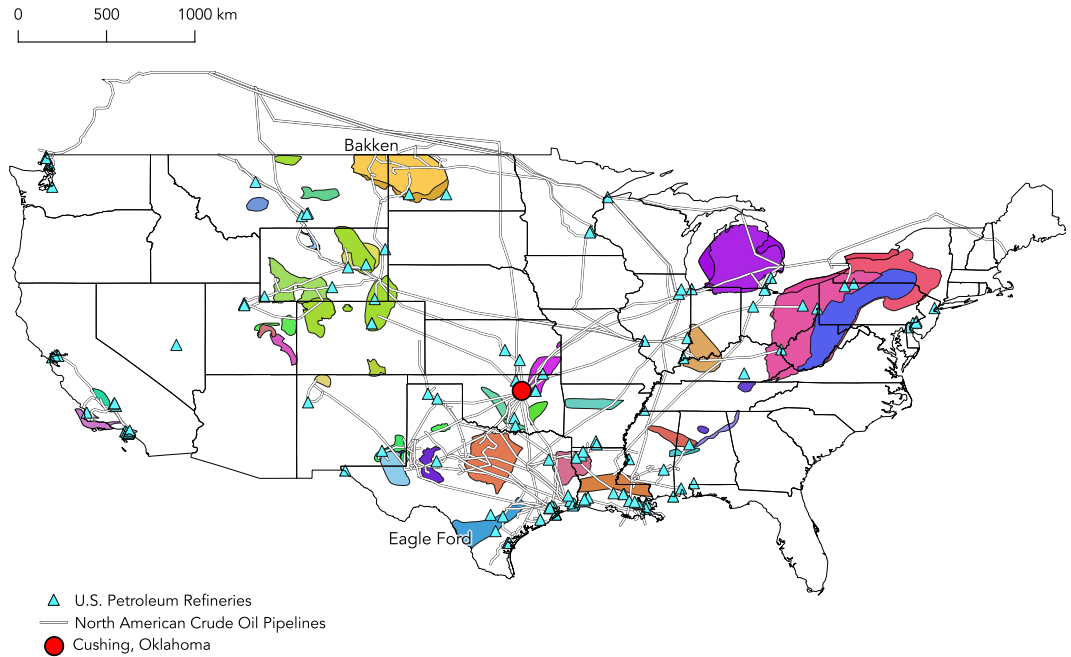 0 500 1000 km
Bakken
Eagle Ford
U.S. Petroleum Refineries
North American Crude Oil Pipelines
Cushing, Oklahoma